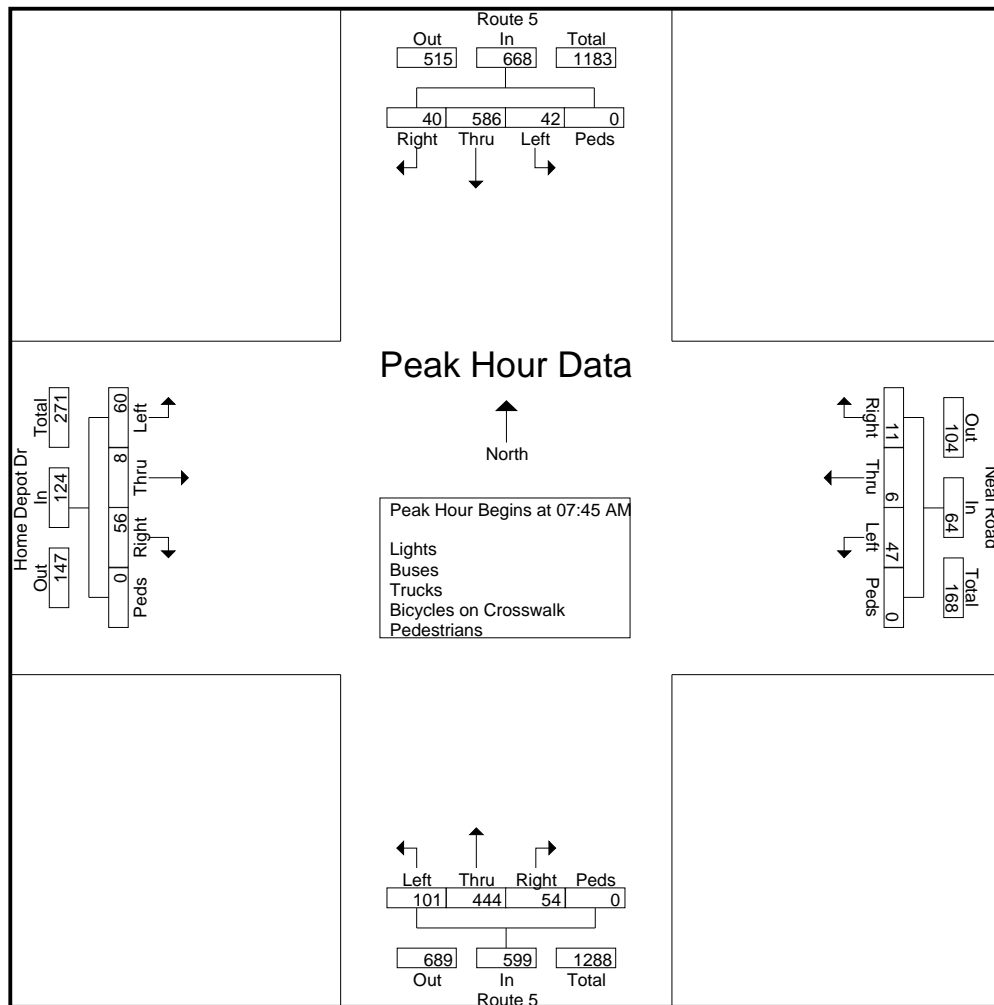 Route 5
Out In Total
515 668 1183
40 586 42 0
Right Thru Left Peds
Peak Hour Data
North
Peak Hour Begins at 07:45 AM
Lights
Buses
Trucks
Bicycles on Crosswalk
Pedestrians
Home Depot Dr
Out In Total
147 124 271
0 56 8 60
Peds Right Thru Left
Near Road
Out In Total
104 64 168
11 6 47 0
Right Thru Left Peds
Left Thru Right Peds
101 444 54 0
689 599 1288
Out In Total
Route 5